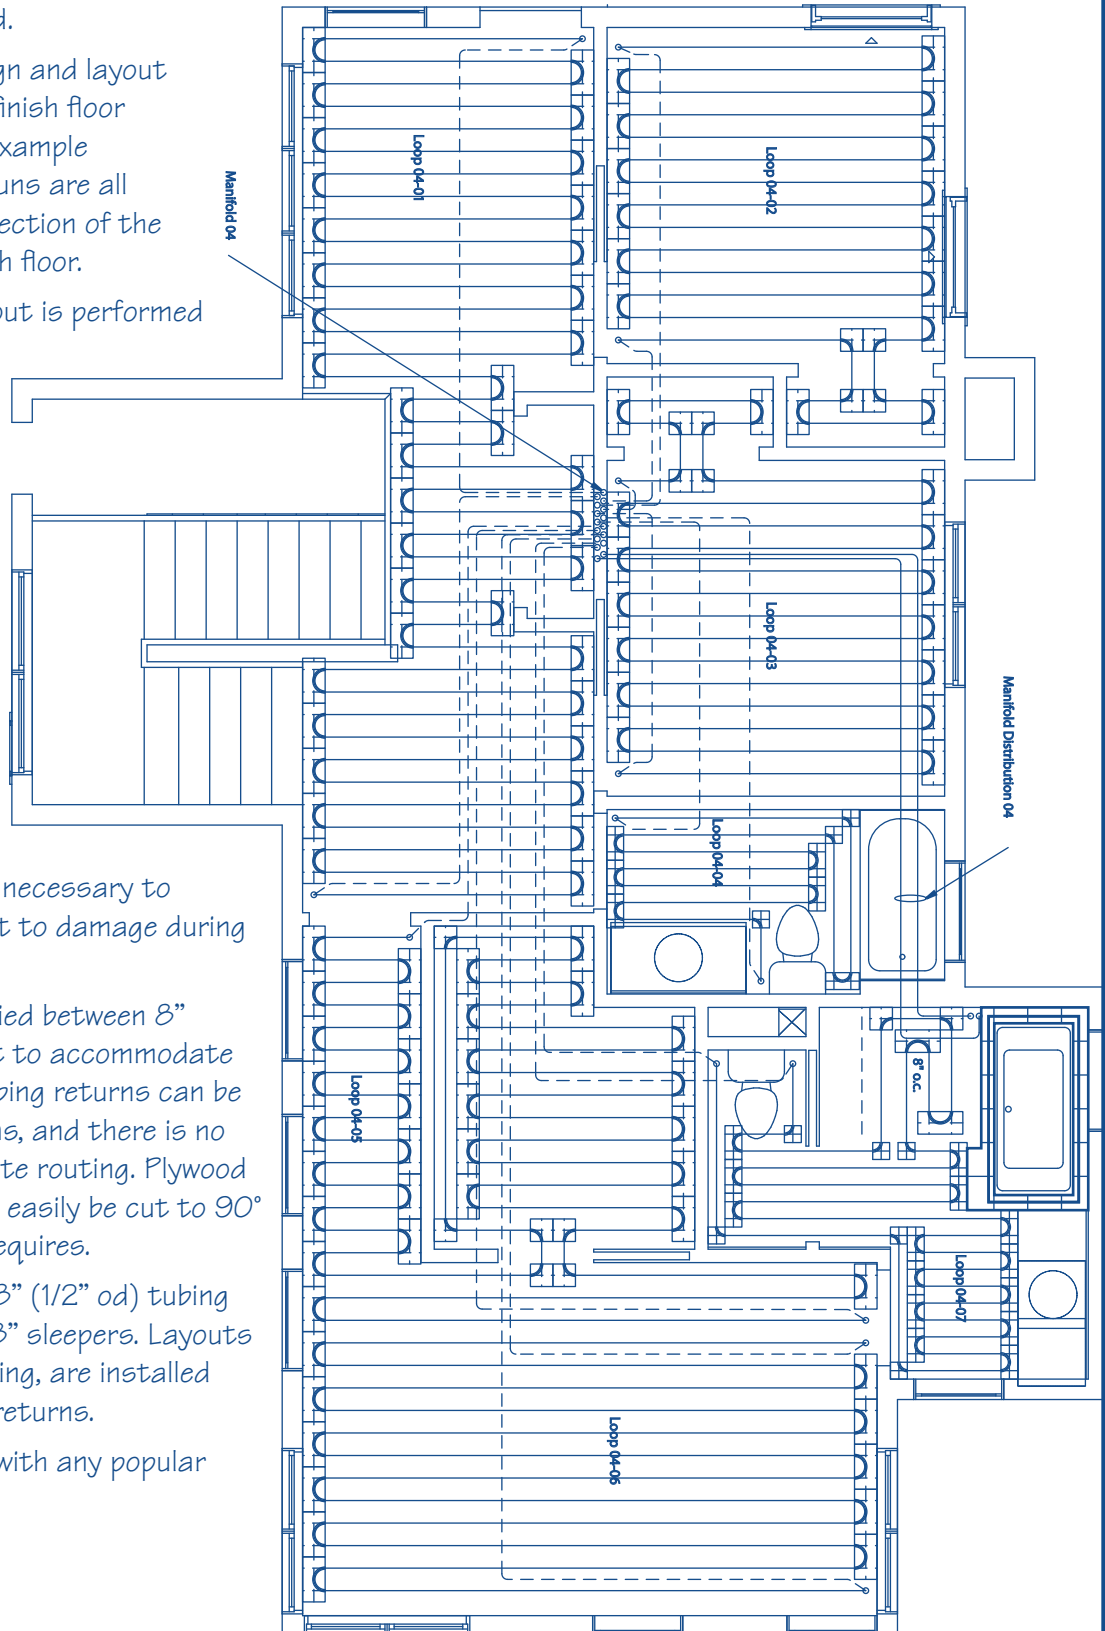 d.
gn and layout
finish floor
xample
uns are all
ection of the
h floor.
out is performed
necessary to
t to damage during
ied between 8”
t to accommodate
bing returns can be
ns, and there is no
te routing. Plywood
easily be cut to 90°
equires.
3” (1/2” od) tubing
3” sleepers. Layouts
ing, are installed
returns.
with any popular
Manifold 04
Loop 04-01
Loop 04-02
Loop 04-03
Manifold Distribution 04
Loop 04-04
8" o.c.
Loop 04-05
Loop 04-07
Loop 04-06